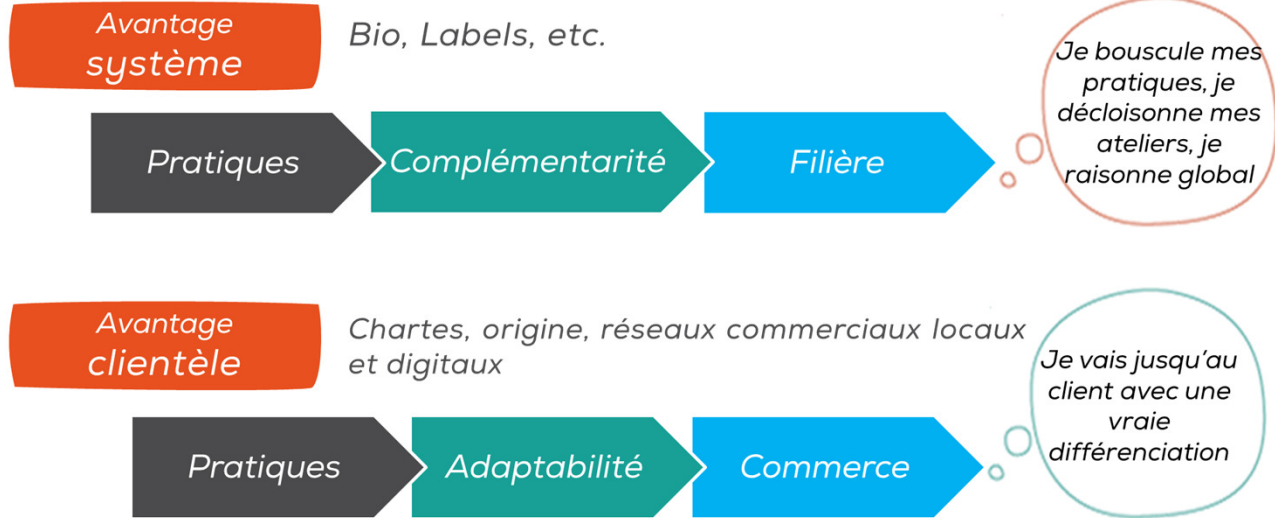 Avantage
système
Bio, Labels, etc.
Pratiques
Complémentarité
Filière
Je bouscule mes
pratiques, je
décloisonne mes
ateliers, je
raisonne global
Avantage
clientèle
Chartes, origine, réseaux commerciaux locaux
et digitaux
Pratiques
Adaptabilité
Commerce
Je vais jusqu'au
client avec une
vraie
différenciation